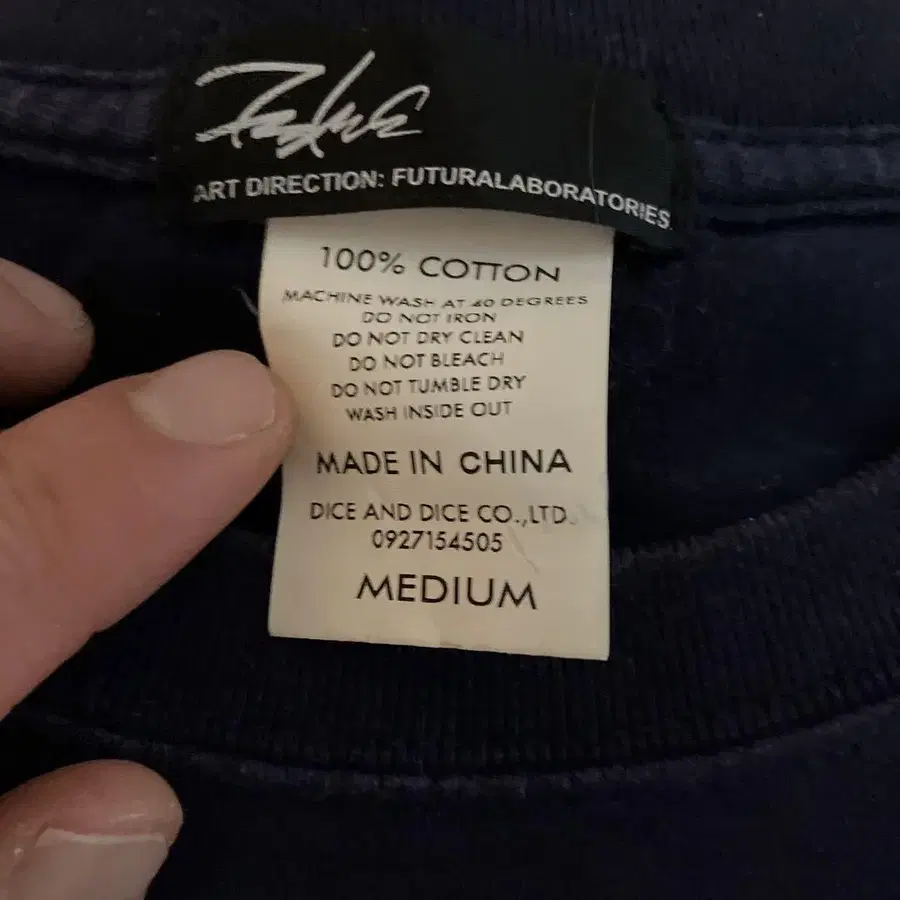 ART DIRECTION: FUTURALABORATORIES.
100% COTTON
MACHINE WASH AT 40 DEGREES
DO NOT IRON
DO NOT DRY CLEAN
DO NOT BLEACH
DO NOT TUMBLE DRY
WASH INSIDE OUT
MADE IN CHINA
DICE AND DICE CO.,LTD.
0927154505
MEDIUM